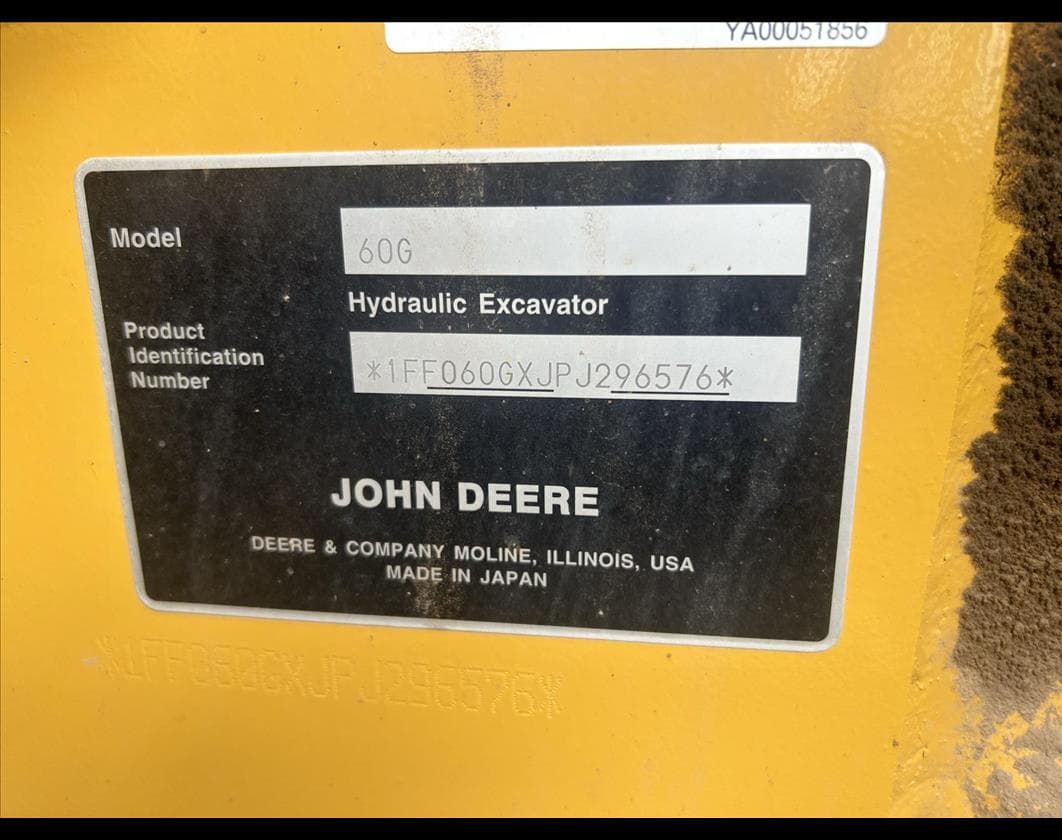 YA00051856
Model
60G
Hydraulic Excavator
Product
Identification
Number
*1FF060GXJPJ296576*
JOHN DEERE
DEERE & COMPANY MOLINE, ILLINOIS, USA
MADE IN JAPAN
*1FF060GXJPJ296576*